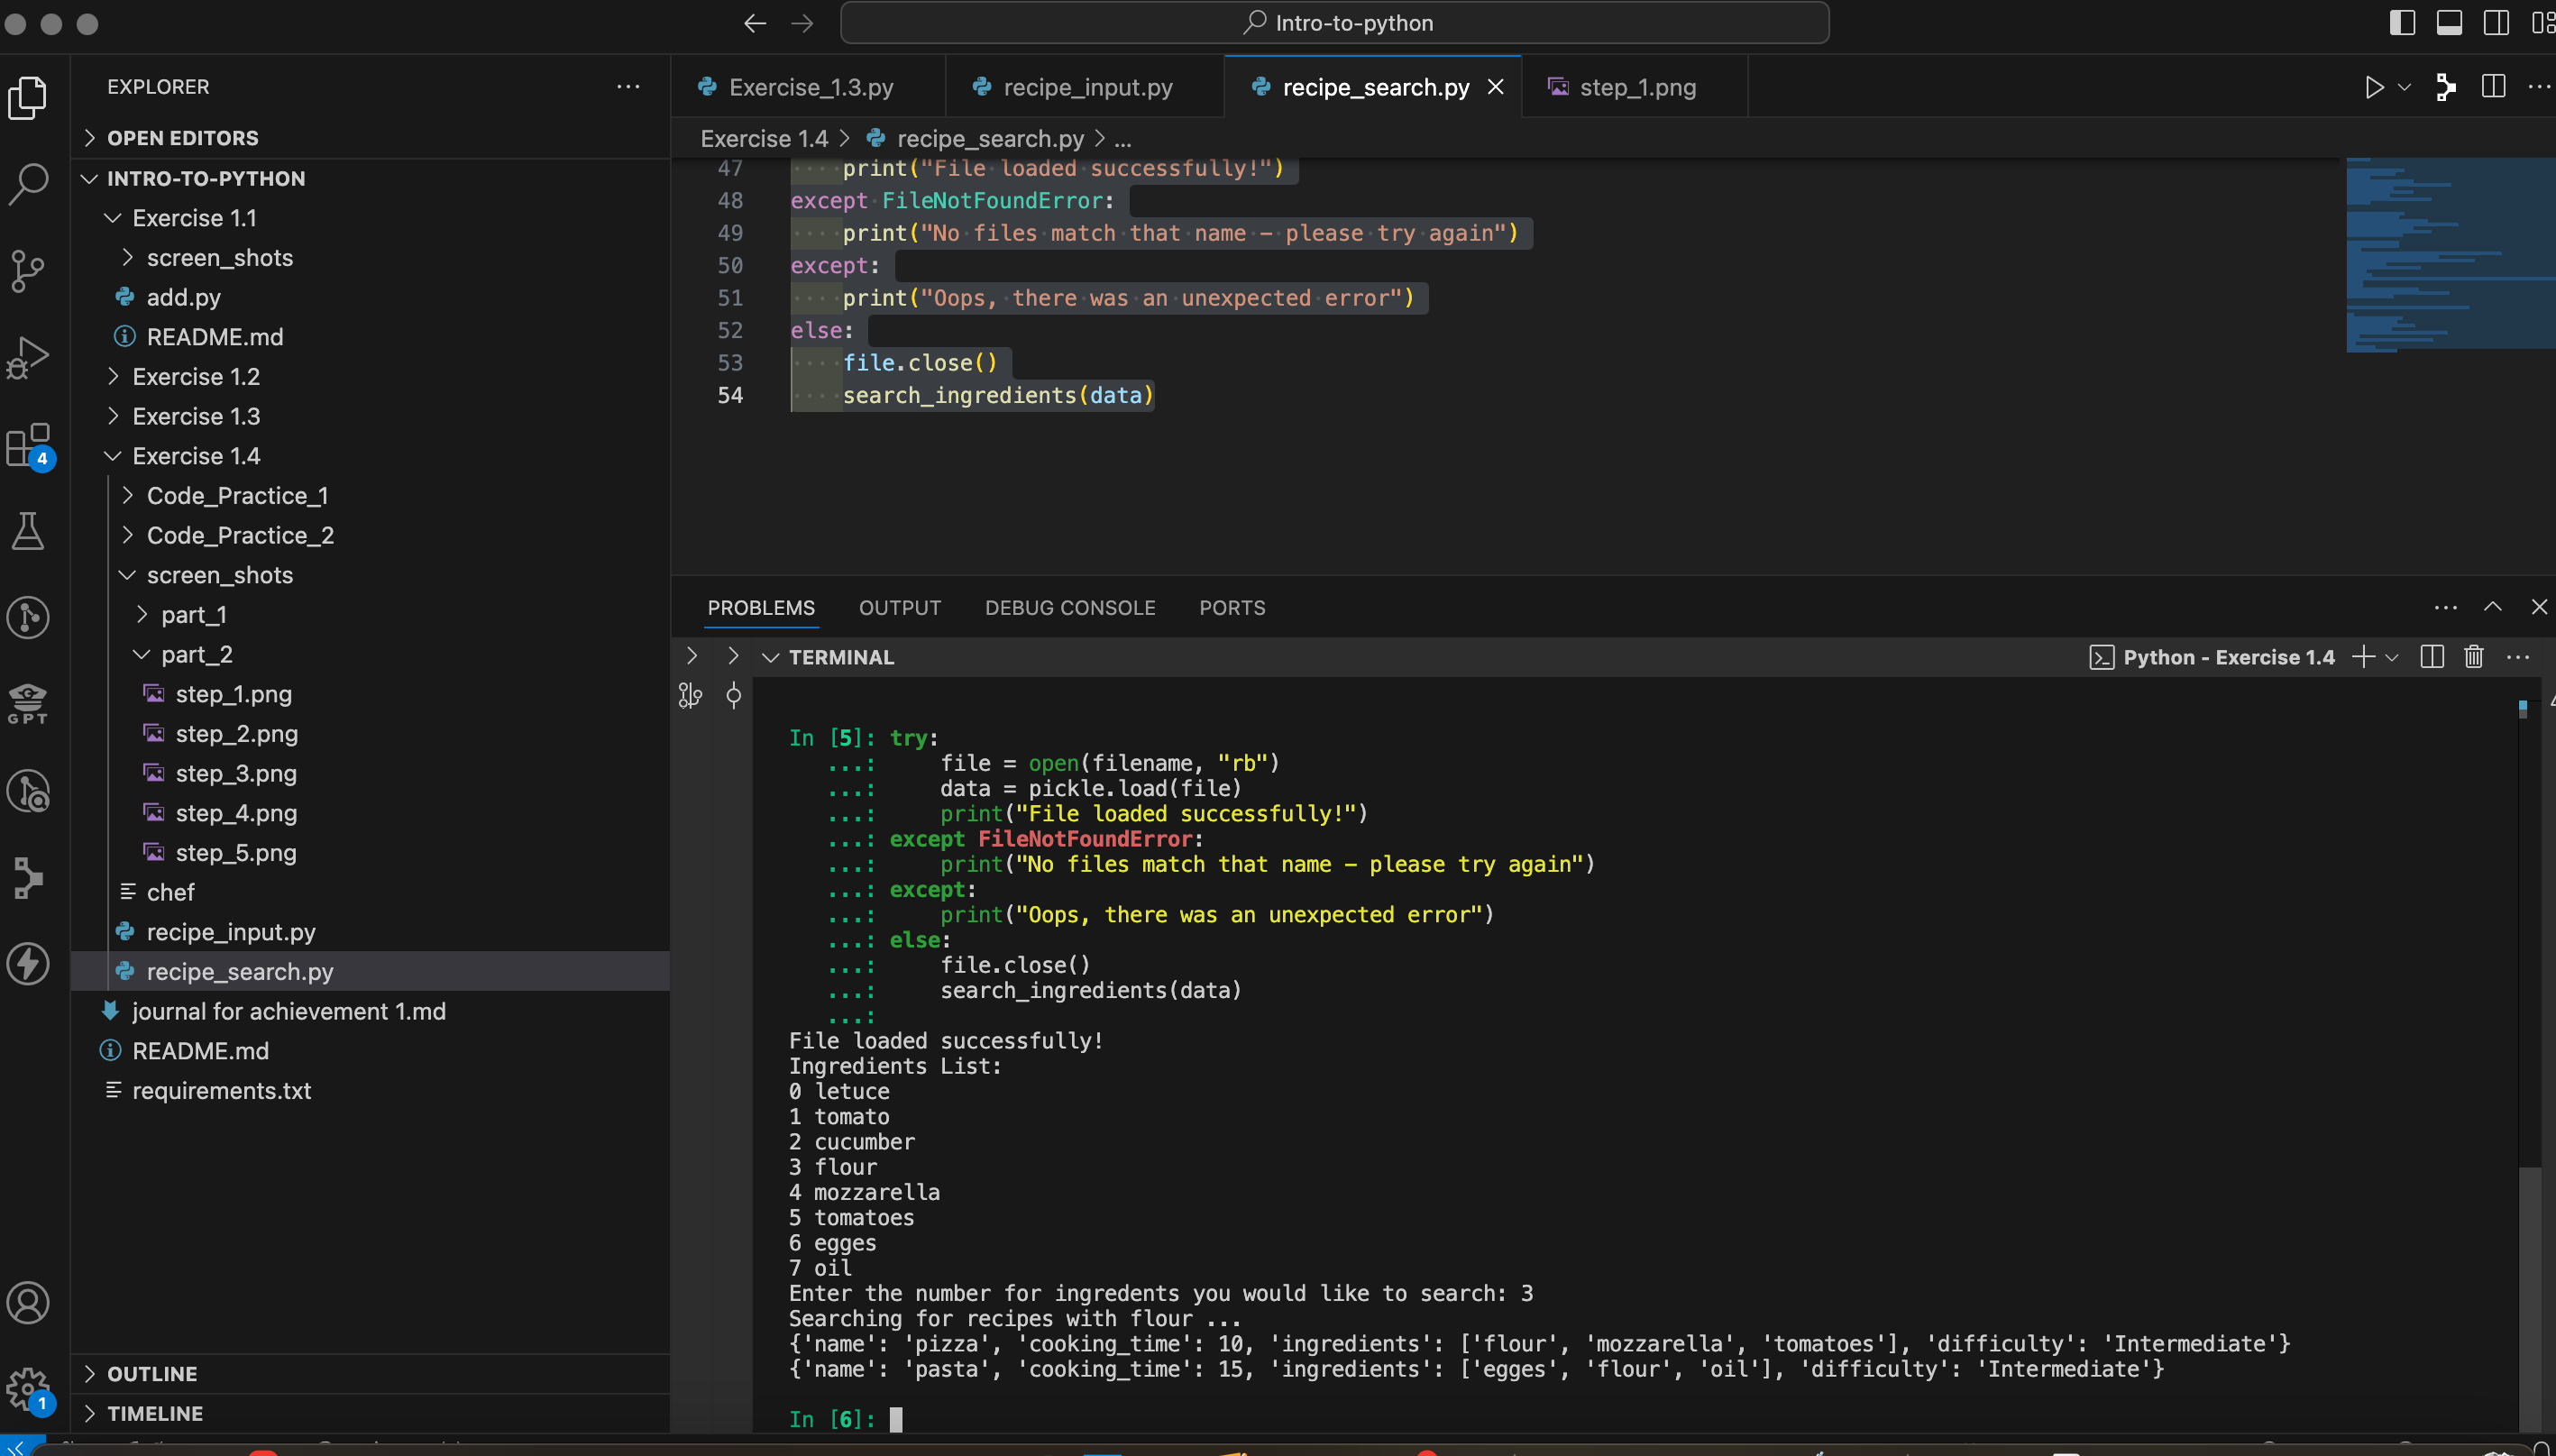 Intro-to-python
EXPLORER
OPEN EDITORS
INTRO-TO-PYTHON
Exercise 1.1
screen_shots
add.py
README.md
Exercise 1.2
Exercise 1.3
Exercise 1.4
Code_Practice_1
Code_Practice_2
screen_shots
part_1
part_2
step_1.png
step_2.png
step_3.png
step_4.png
step_5.png
chef
recipe_input.py
recipe_search.py
journal for achievement 1.md
README.md
requirements.txt
OUTLINE
TIMELINE
4
GPT
1
Exercise_1.3.py
recipe_input.py
recipe_search.py
step_1.png
Exercise 1.4 > recipe_search.py > ...
47 print("File loaded successfully!")
48 except FileNotFoundError:
49 print("No files match that name - please try again")
50 except:
51 print("Oops, there was an unexpected error")
52 else:
53 file.close()
54 search_ingredients(data)
PROBLEMS OUTPUT DEBUG CONSOLE PORTS
TERMINAL
Python - Exercise 1.4
In [5]: try:
...: file = open(filename, "rb")
...: data = pickle.load(file)
...: print("File loaded successfully!")
...: except FileNotFoundError:
...: print("No files match that name - please try again")
...: except:
...: print("Oops, there was an unexpected error")
...: else:
...: file.close()
...: search_ingredients(data)
...:
File loaded successfully!
Ingredients List:
0 letuce
1 tomato
2 cucumber
3 flour
4 mozzarella
5 tomatoes
6 egges
7 oil
Enter the number for ingredents you would like to search: 3
Searching for recipes with flour ...
{'name': 'pizza', 'cooking_time': 10, 'ingredients': ['flour', 'mozzarella', 'tomatoes'], 'difficulty': 'Intermediate'}
{'name': 'pasta', 'cooking_time': 15, 'ingredients': ['egges', 'flour', 'oil'], 'difficulty': 'Intermediate'}
In [6]: